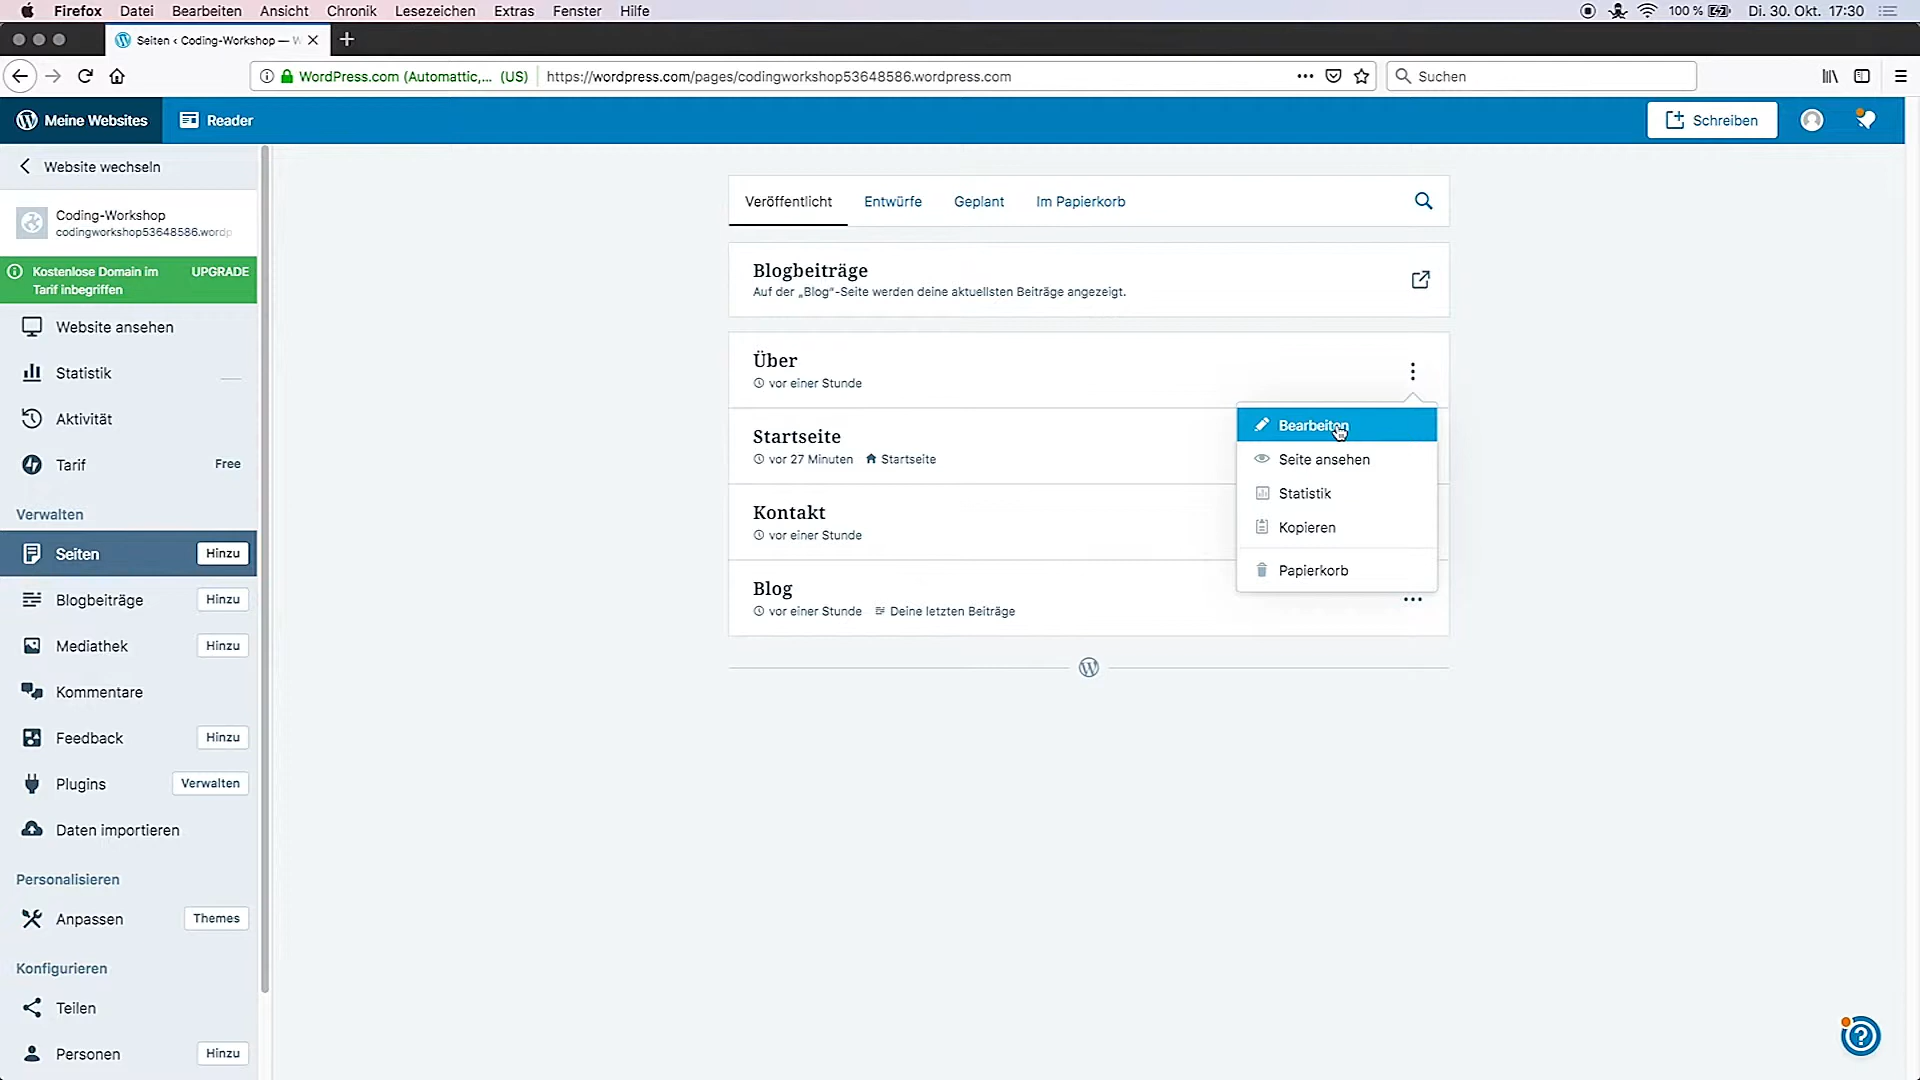 Firefox Datei Bearbeiten Ansicht Chronik Lesezeichen Extras Fenster Hilfe 100 % Di. 30. Okt. 17:30
Seiten ‹ Coding-Workshop — W
WordPress.com (Automattic,... (US) https://wordpress.com/pages/codingworkshop53648586.wordpress.com Suchen
Meine Websites Reader Schreiben
Website wechseln
Coding-Workshop
codingworkshop53648586.wordp
Kostenlose Domain im UPGRADE
Tarif inbegriffen
Website ansehen
Statistik
Aktivität
Tarif Free
Verwalten
Seiten Hinzu
Blogbeiträge Hinzu
Mediathek Hinzu
Kommentare
Feedback Hinzu
Plugins Verwalten
Daten importieren
Personalisieren
Anpassen Themes
Konfigurieren
Teilen
Personen Hinzu
Veröffentlicht Entwürfe Geplant Im Papierkorb
Blogbeiträge
Auf der „Blog“-Seite werden deine aktuellsten Beiträge angezeigt.
Über
vor einer Stunde
Startseite
vor 27 Minuten Startseite
Kontakt
vor einer Stunde
Blog
vor einer Stunde Deine letzten Beiträge
Bearbeiten
Seite ansehen
Statistik
Kopieren
Papierkorb